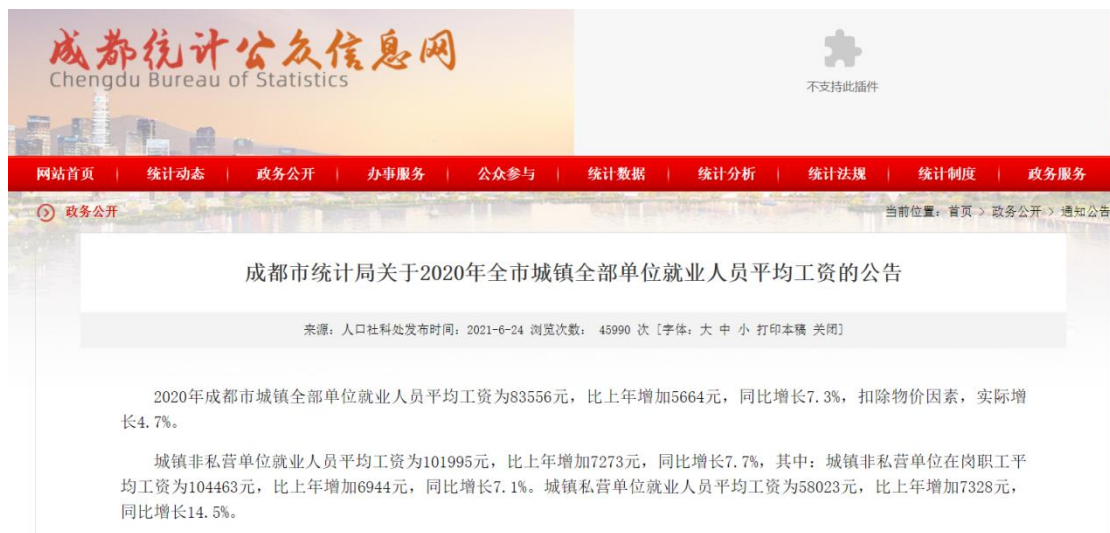 成都统计公众信息网
Chengdu Bureau of Statistics
不支持此插件
网站首页 | 统计动态 | 政务公开 | 办事服务 | 公众参与 | 统计数据 | 统计分析 | 统计法规 | 统计制度 | 政务服务
政务公开
当前位置：首页 > 政务公开 > 通知公告
成都市统计局关于2020年全市城镇全部单位就业人员平均工资的公告
来源：人口社科处发布时间：2021-6-24 浏览次数： 45990 次 [字体：大 中 小 打印本稿 关闭]
2020年成都市城镇全部单位就业人员平均工资为83556元，比上年增加5664元，同比增长7.3%，扣除物价因素，实际增
长4.7%。
城镇非私营单位就业人员平均工资为101995元，比上年增加7273元，同比增长7.7%，其中：城镇非私营单位在岗职工平
均工资为104463元，比上年增加6944元，同比增长7.1%。城镇私营单位就业人员平均工资为58023元，比上年增加7328元，
同比增长14.5%。